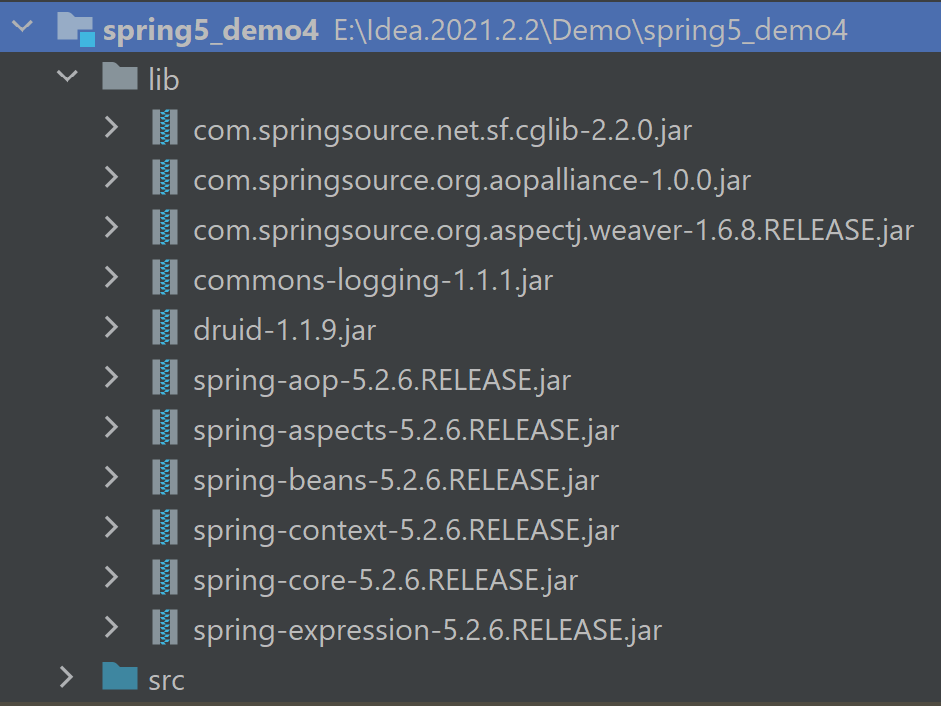 spring5_demo4 E:\Idea.2021.2.2\Demo\spring5_demo4
lib
com.springsource.net.sf.cglib-2.2.0.jar
com.springsource.org.aopalliance-1.0.0.jar
com.springsource.org.aspectj.weaver-1.6.8.RELEASE.jar
commons-logging-1.1.1.jar
druid-1.1.9.jar
spring-aop-5.2.6.RELEASE.jar
spring-aspects-5.2.6.RELEASE.jar
spring-beans-5.2.6.RELEASE.jar
spring-context-5.2.6.RELEASE.jar
spring-core-5.2.6.RELEASE.jar
spring-expression-5.2.6.RELEASE.jar
src